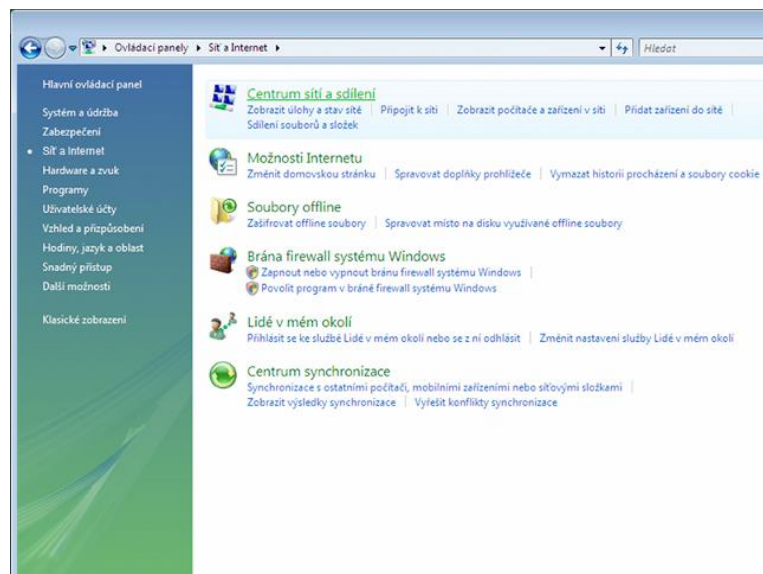 Ovládací panely ▸ Síť a Internet ▸ Hledat
Hlavní ovládací panel
Systém a údržba
Zabezpečení
Síť a Internet
Hardware a zvuk
Programy
Uživatelské účty
Vzhled a přizpůsobení
Hodiny, jazyk a oblast
Snadný přístup
Další možnosti
Klasické zobrazení
Centrum sítí a sdílení
Zobrazit úlohy a stav sítě | Připojit k síti | Zobrazit počítače a zařízení v síti | Přidat zařízení do sítě |
Sdílení souborů a složek
Možnosti Internetu
Změnit domovskou stránku | Spravovat doplňky prohlížeče | Vymazat historii procházení a soubory cookie
Soubory offline
Zašifrovat offline soubory | Spravovat místo na disku využívané offline soubory
Brána firewall systému Windows
Zapnout nebo vypnout bránu firewall systému Windows |
Povolit program v bráně firewall systému Windows
Lidé v mém okolí
Přihlásit se ke službě Lidé v mém okolí nebo se z ní odhlásit | Změnit nastavení služby Lidé v mém okolí
Centrum synchronizace
Synchronizace s ostatními počítači, mobilními zařízeními nebo síťovými složkami |
Zobrazit výsledky synchronizace | Vyřešit konflikty synchronizace